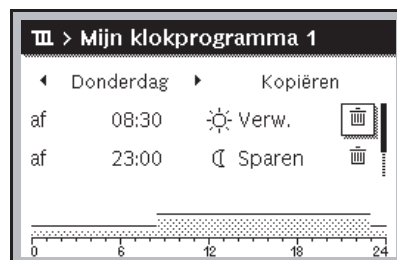 > Mijn klokprogramma 1
Donderdag Kopiëren
af 08:30 Verw.
af 23:00 Sparen
0 6 12 18 24